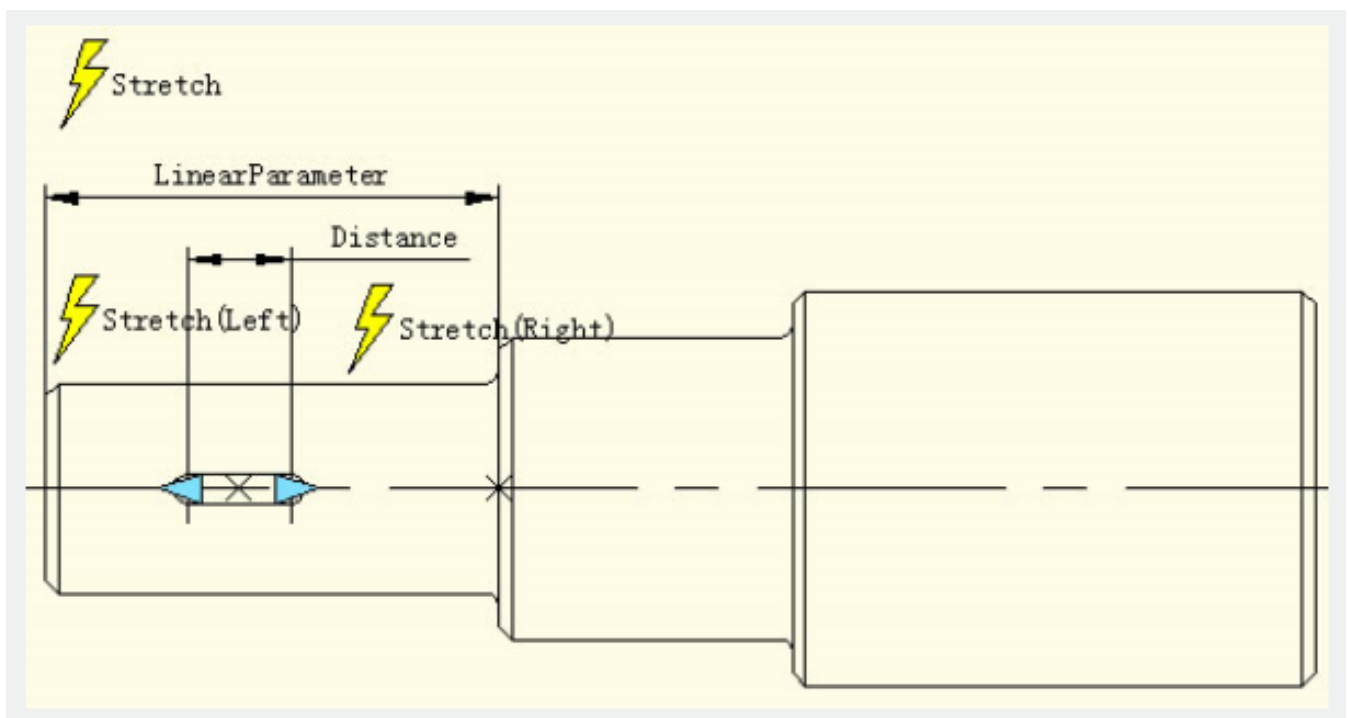 Stretch
LinearParameter
Distance
Stretch(Left)
Stretch(Right)